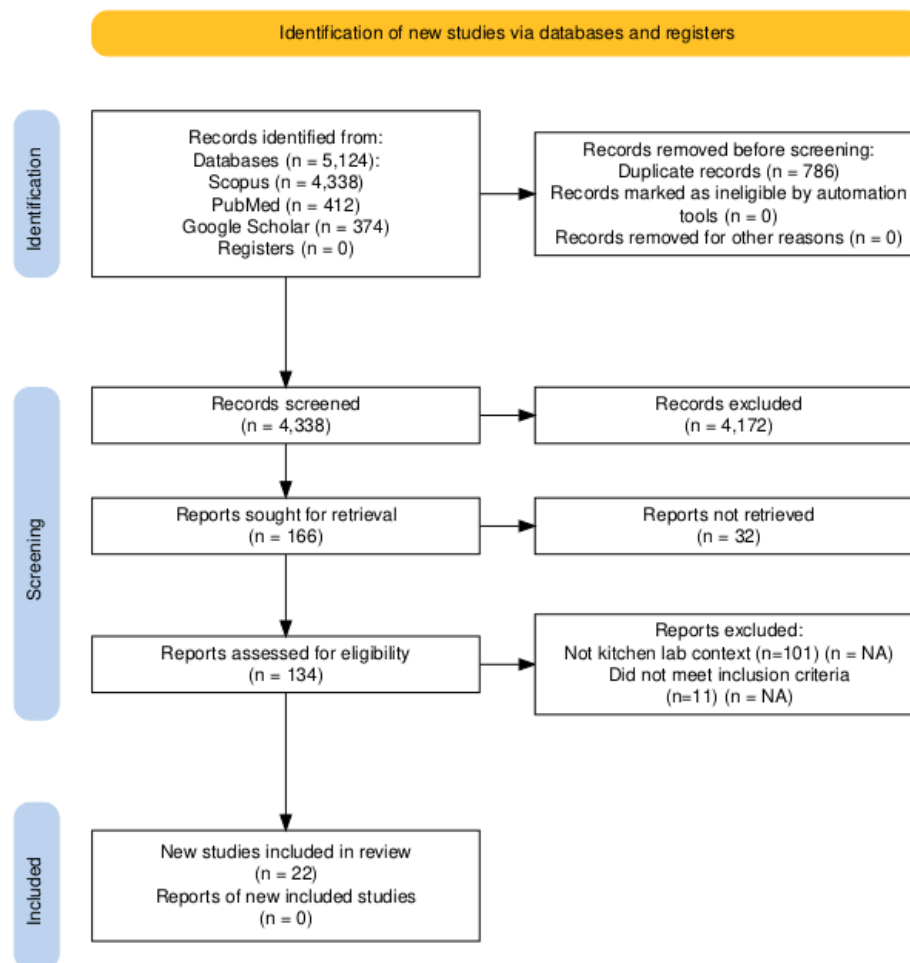 Identification of new studies via databases and registers
Identification
Records identified from:
Databases (n = 5,124):
Scopus (n = 4,338)
PubMed (n = 412)
Google Scholar (n = 374)
Registers (n = 0)
Records removed before screening:
Duplicate records (n = 786)
Records marked as ineligible by automation
tools (n = 0)
Records removed for other reasons (n = 0)
Screening
Records screened
(n = 4,338)
Records excluded
(n = 4,172)
Reports sought for retrieval
(n = 166)
Reports not retrieved
(n = 32)
Reports assessed for eligibility
(n = 134)
Reports excluded:
Not kitchen lab context (n=101) (n = NA)
Did not meet inclusion criteria
(n=11) (n = NA)
Included
New studies included in review
(n = 22)
Reports of new included studies
(n = 0)